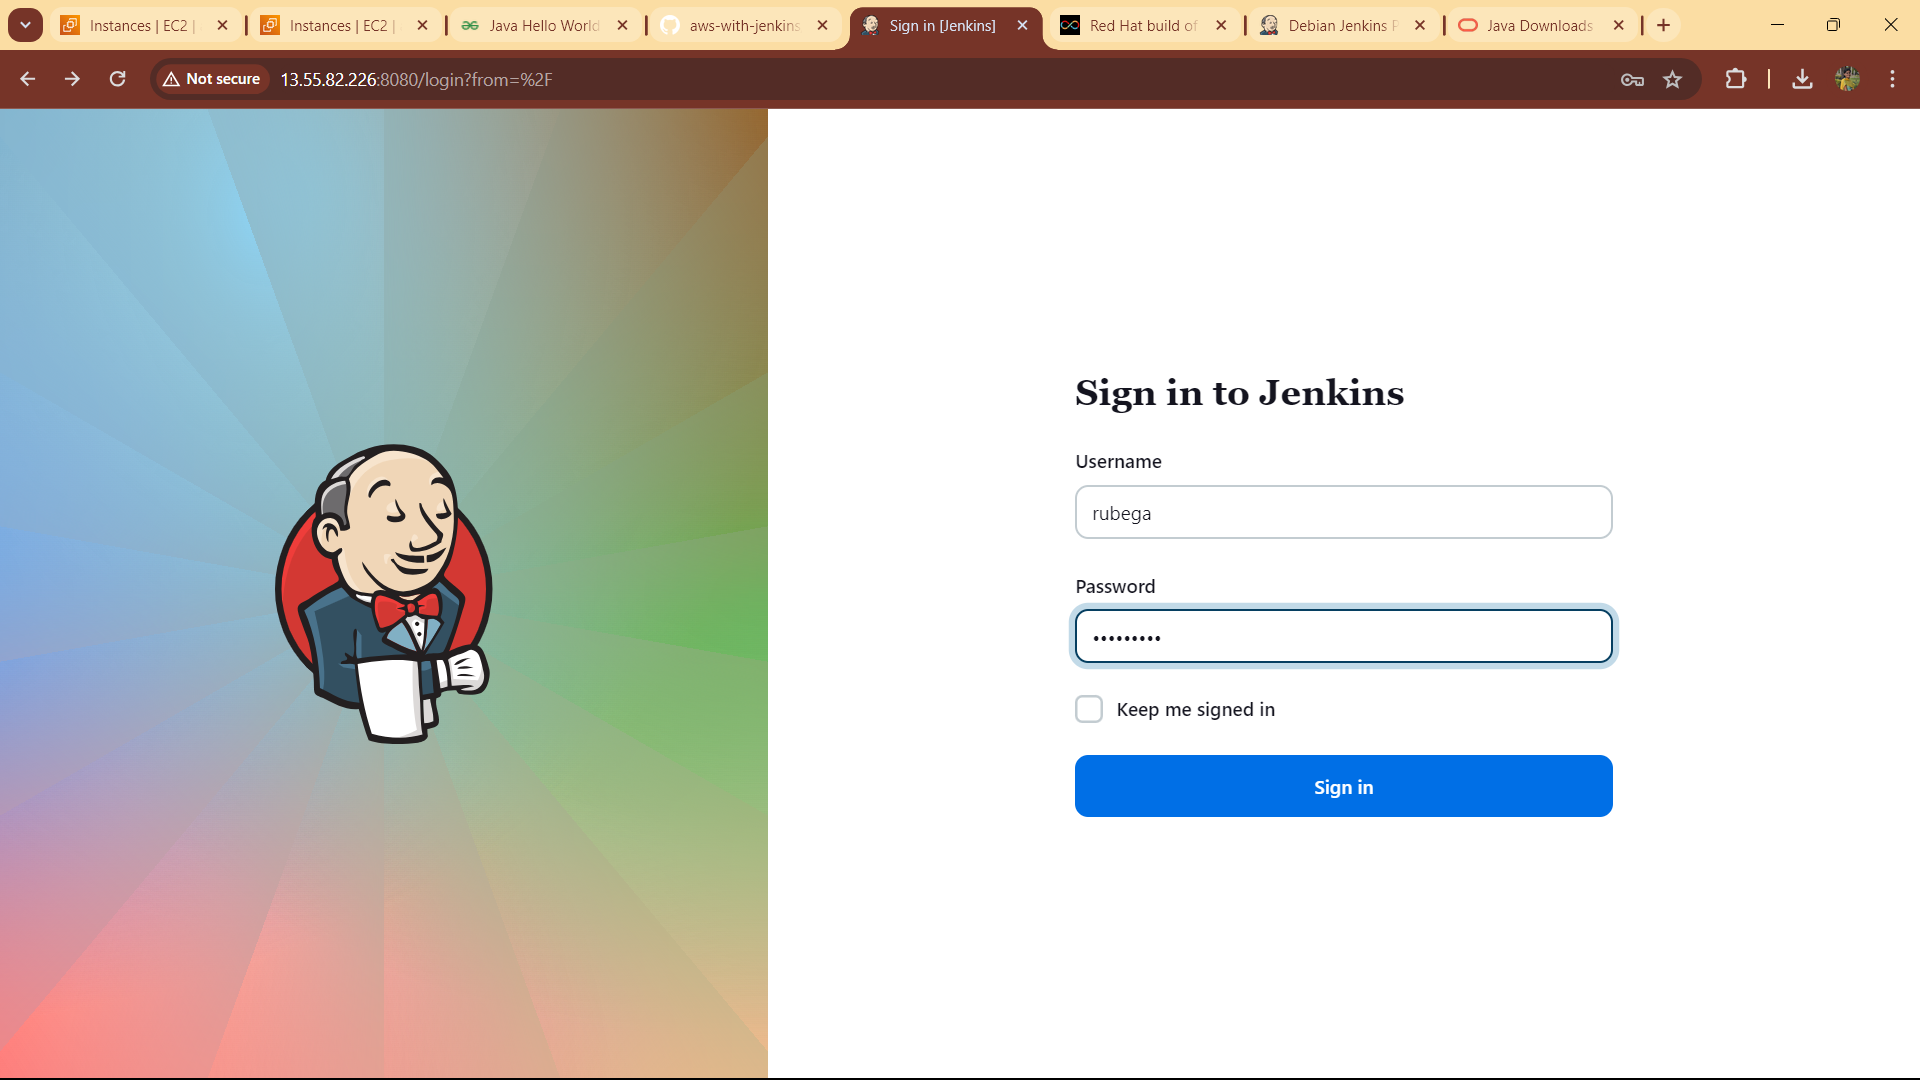 Instances | EC2 |
Instances | EC2 |
Java Hello World
aws-with-jenkins
Sign in [Jenkins]
Red Hat build of
Debian Jenkins P
Java Downloads
Not secure
13.55.82.226:8080/login?from=%2F
Sign in to Jenkins
Username
rubega
Password
•••••••••
Keep me signed in
Sign in